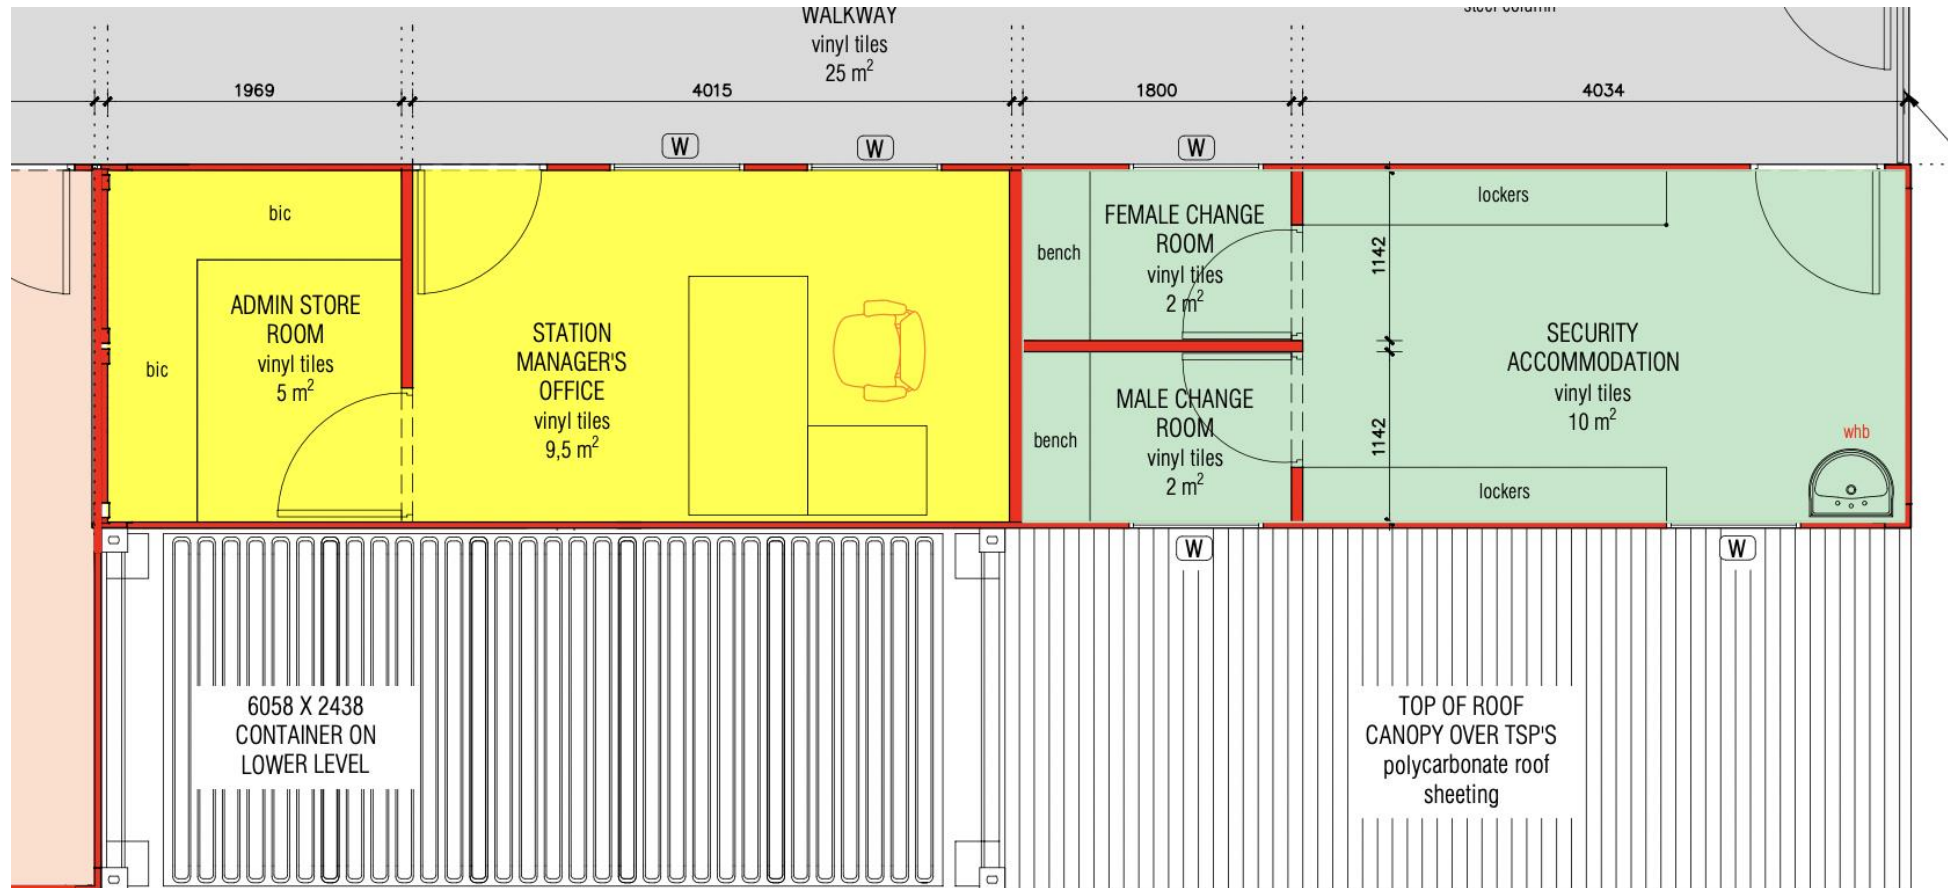 WALKWAY
vinyl tiles
25 m²
steel column
1969
4015
1800
4034
W
W
W
bic
bic
ADMIN STORE
ROOM
vinyl tiles
5 m²
STATION
MANAGER'S
OFFICE
vinyl tiles
9,5 m²
bench
FEMALE CHANGE
ROOM
vinyl tiles
2 m²
bench
MALE CHANGE
ROOM
vinyl tiles
2 m²
lockers
1142
1142
SECURITY
ACCOMMODATION
vinyl tiles
10 m²
whb
lockers
W
W
6058 X 2438
CONTAINER ON
LOWER LEVEL
TOP OF ROOF
CANOPY OVER TSP'S
polycarbonate roof
sheeting